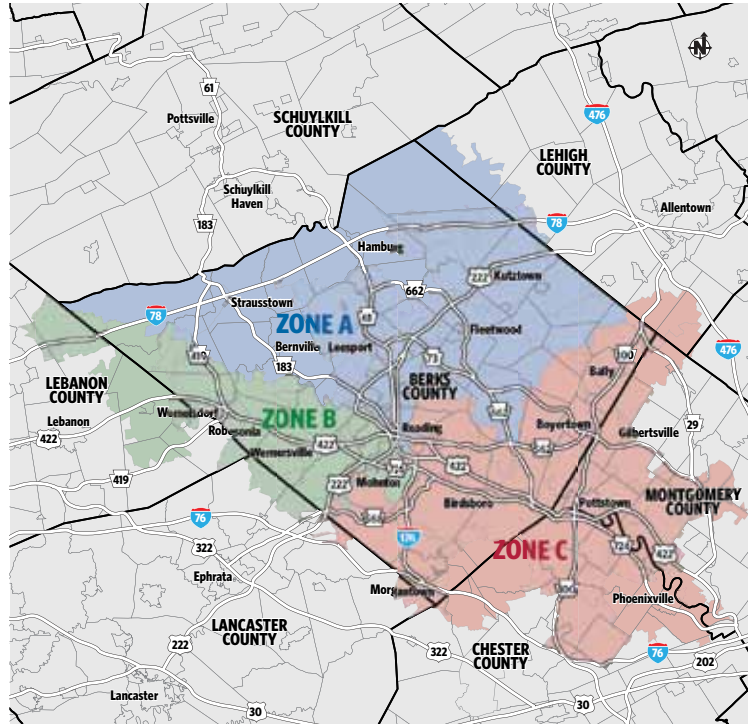 N
61
476
Pottsville
SCHUYLKILL
COUNTY
LEHIGH
COUNTY
Schuylkill
Haven
Allentown
183
78
Hamburg
222
Kutztown
662
Strausstown
78
ZONE A
Fleetwood
Bernville
Leesport
73
183
419
100
476
BERKS
COUNTY
Bally
LEBANON
COUNTY
Womelsdorf
ZONE B
Lebanon
Robesonia
Reading
Boyertown
29
422
422
562
Gilbertsville
Wernersville
422
419
222
Mohnton
MONTGOMERY
COUNTY
Birdsboro
Pottstown
76
568
176
724
422
322
ZONE C
Ephrata
Morgantown
100
Phoenixville
LANCASTER
COUNTY
222
322
CHESTER
COUNTY
76
202
Lancaster
30
30